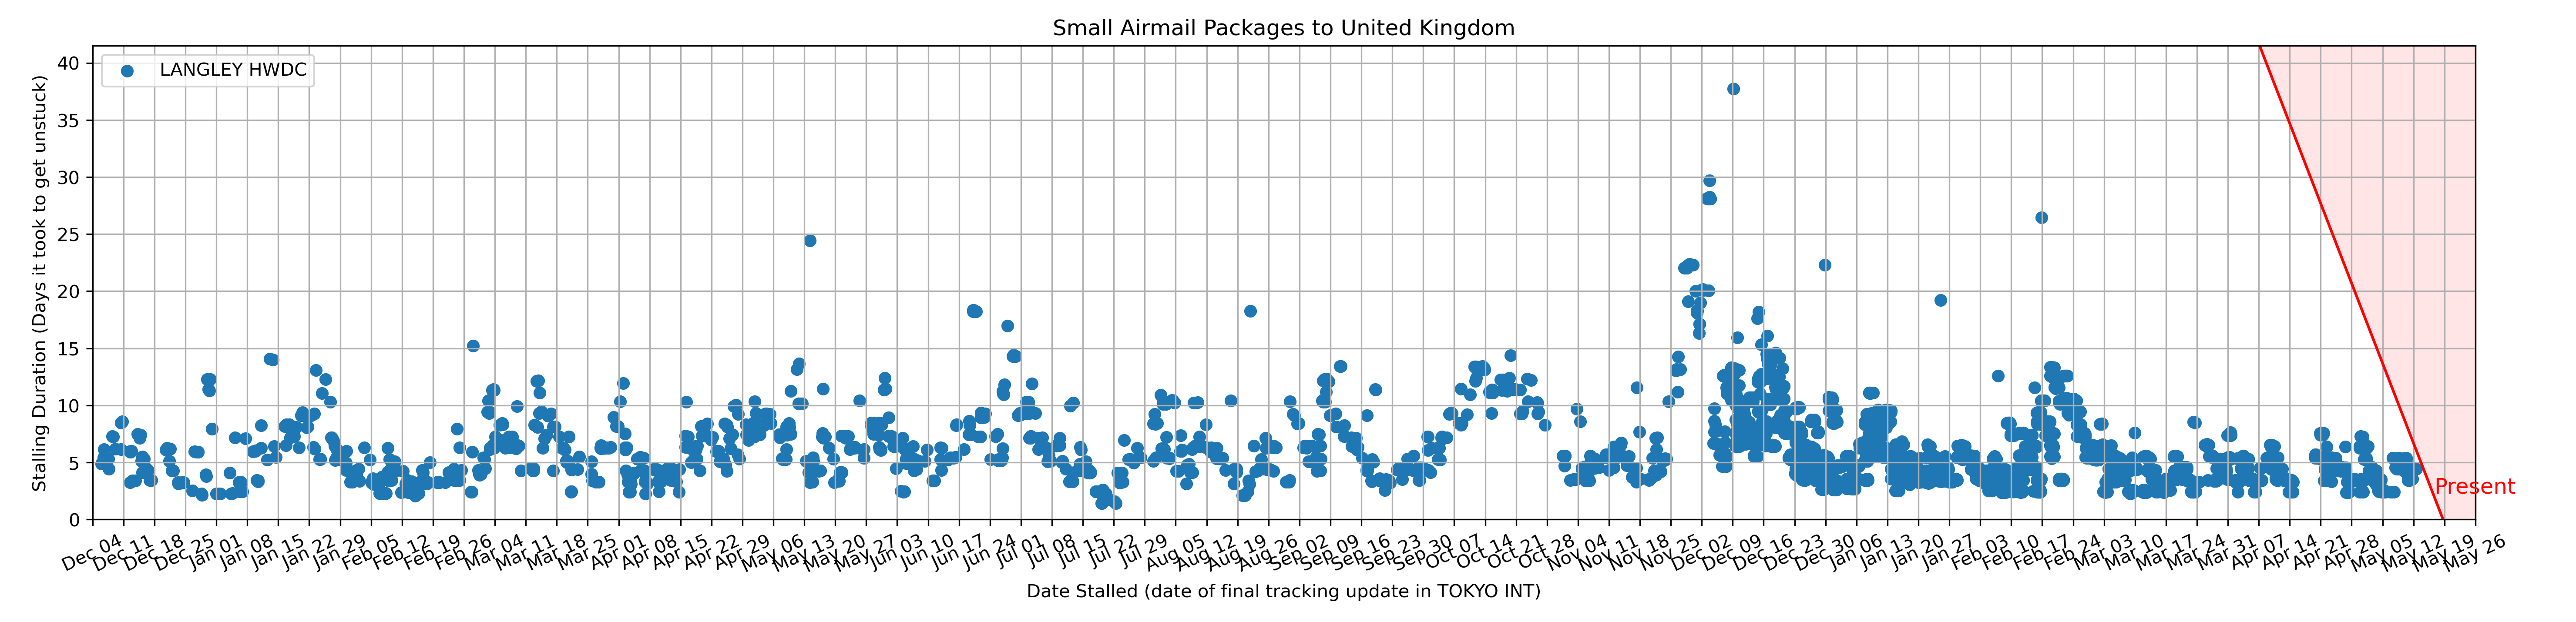 Small Airmail Packages to United Kingdom
LANGLEY HWDC
Stalling Duration (Days it took to get unstuck)
40
35
30
25
20
15
10
5
0
Present
Dec 04 Dec 11 Dec 18 Dec 25 Jan 01 Jan 08 Jan 15 Jan 22 Jan 29 Feb 05 Feb 12 Feb 19 Feb 26 Mar 04 Mar 11 Mar 18 Mar 25 Apr 01 Apr 08 Apr 15 Apr 22 Apr 29 May 06 May 13 May 20 May 27 Jun 03 Jun 10 Jun 17 Jun 24 Jul 01 Jul 08 Jul 15 Jul 22 Jul 29 Aug 05 Aug 12 Aug 19 Aug 26 Sep 02 Sep 09 Sep 16 Sep 23 Sep 30 Oct 07 Oct 14 Oct 21 Oct 28 Nov 04 Nov 11 Nov 18 Nov 25 Dec 02 Dec 09 Dec 16 Dec 23 Dec 30 Jan 06 Jan 13 Jan 20 Jan 27 Feb 03 Feb 10 Feb 17 Feb 24 Mar 03 Mar 10 Mar 17 Mar 24 Mar 31 Apr 07 Apr 14 Apr 21 Apr 28 May 05 May 12 May 19 May 26
Date Stalled (date of final tracking update in TOKYO INT)